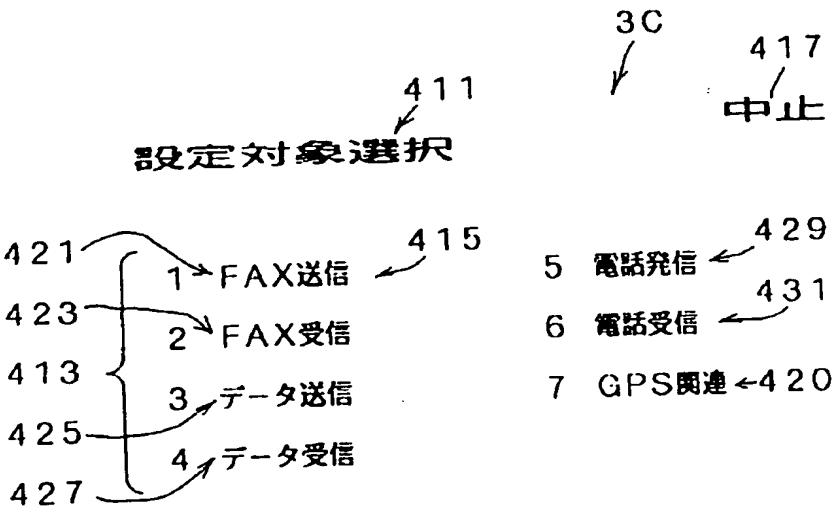 3C
417
411
中止
設定対象選択
421
415
429
1 FAX送信
5 電話発信
423
431
2 FAX受信
6 電話受信
413
3 データ送信
7 GPS関連
420
425
4 データ受信
427